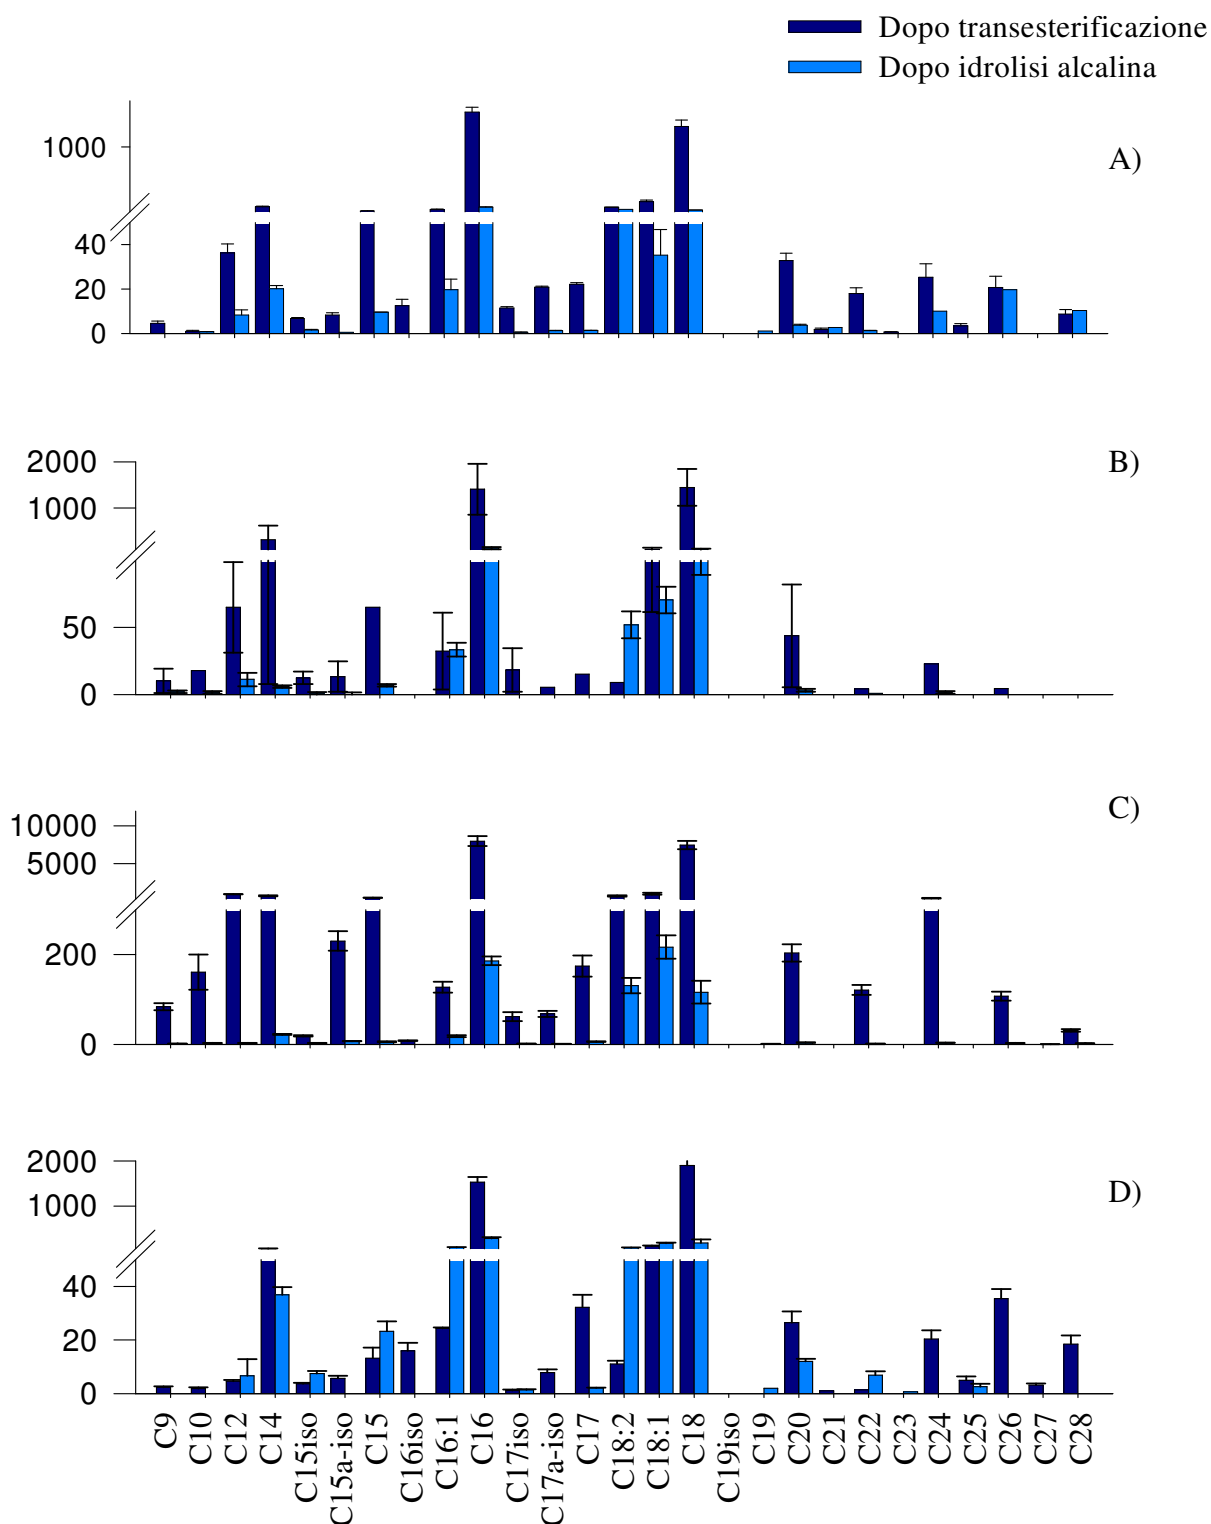 Dopo transesterificazione
Dopo idrolisi alcalina
A)
1000
40
20
0
B)
2000
1000
50
0
C)
10000
5000
200
0
D)
2000
1000
40
20
0
C9
C10
C12
C14
C15iso
C15a-iso
C15
C16iso
C16:1
C16
C17iso
C17a-iso
C17
C18:2
C18:1
C18
C19iso
C19
C20
C21
C22
C23
C24
C25
C26
C27
C28